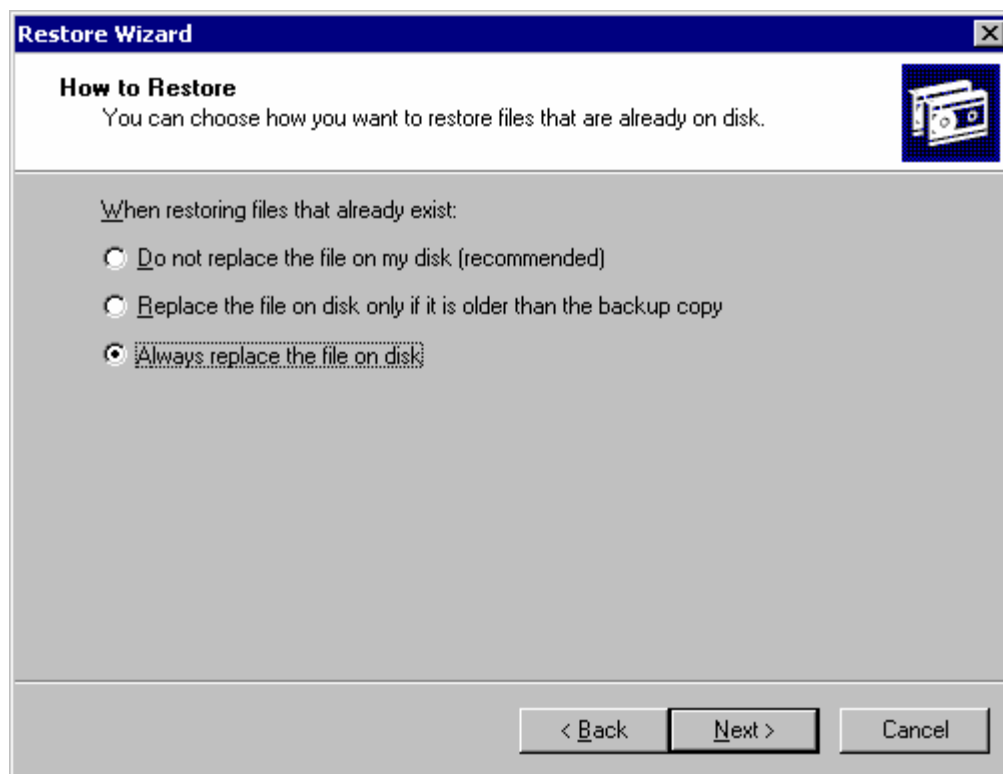 Restore Wizard
How to Restore
You can choose how you want to restore files that are already on disk.
When restoring files that already exist:
Do not replace the file on my disk (recommended)
Replace the file on disk only if it is older than the backup copy
Always replace the file on disk
< Back Next > Cancel